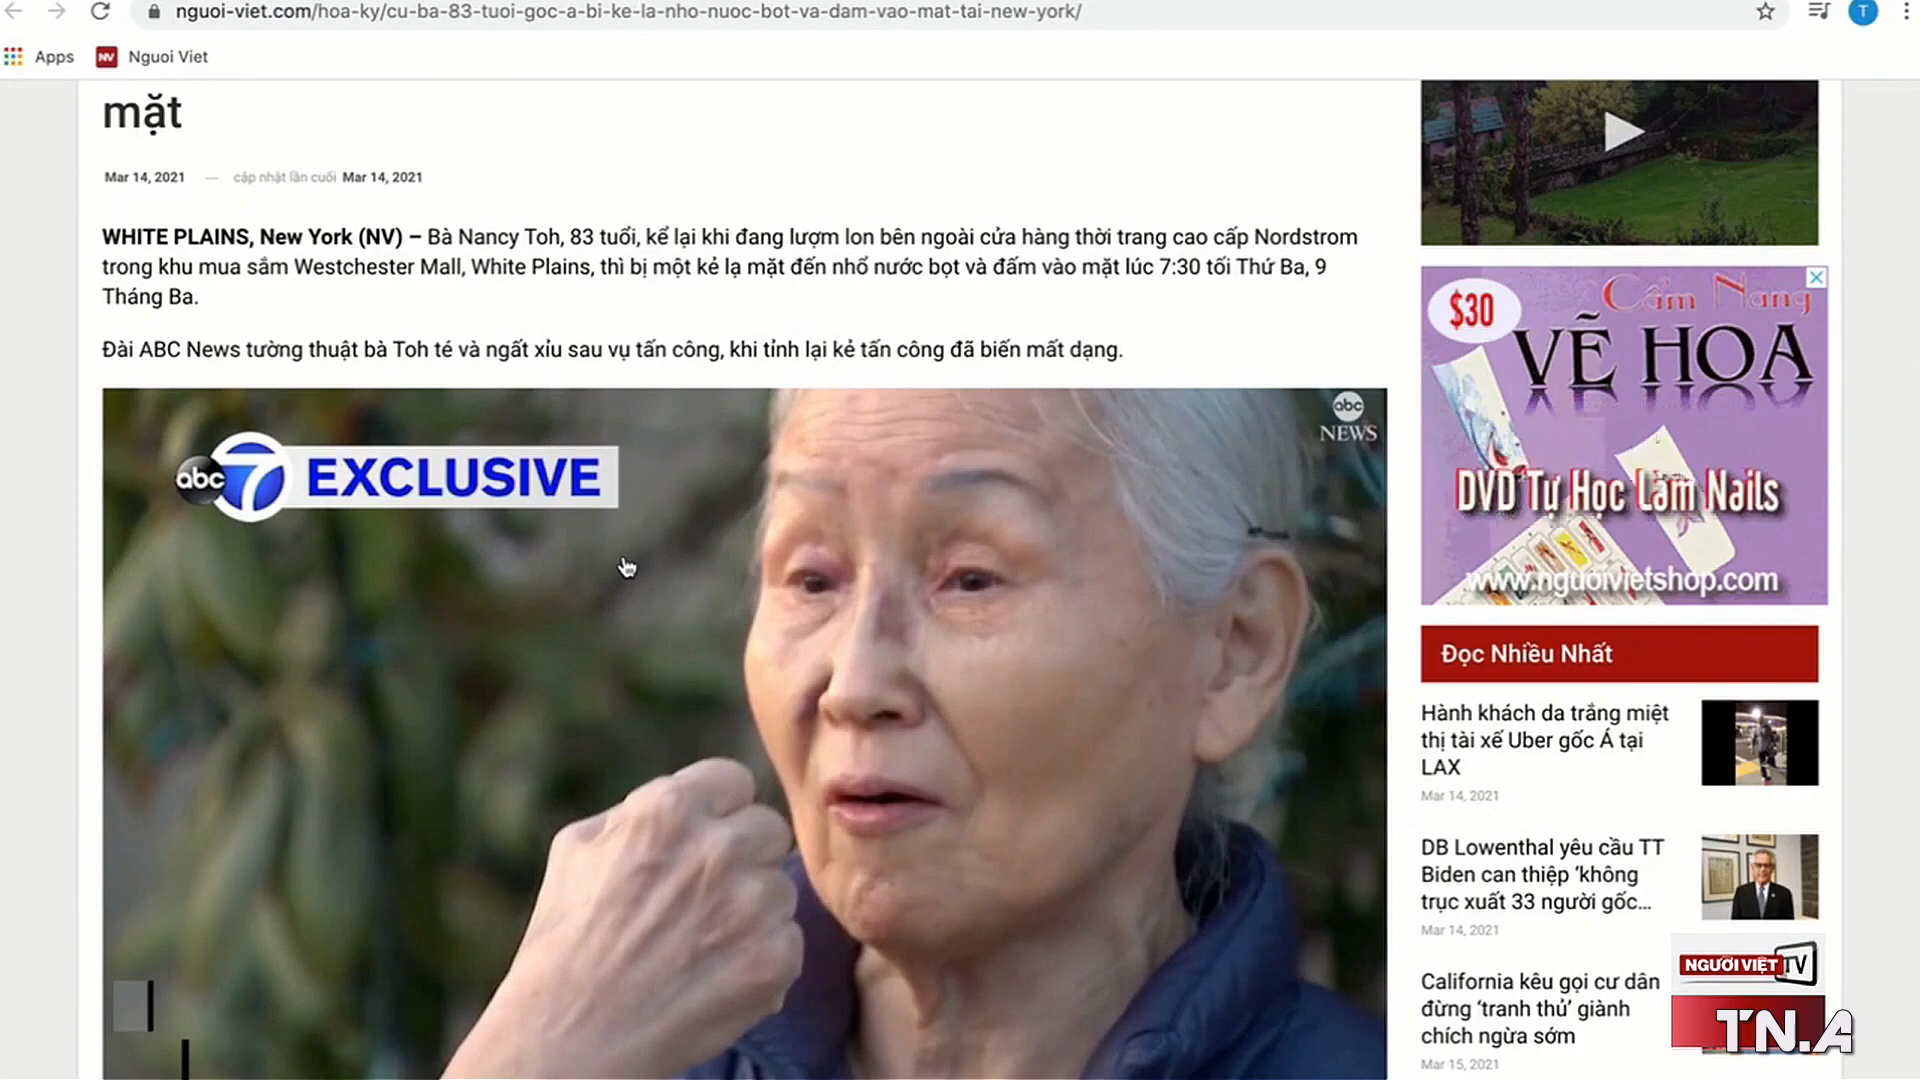 nguoi-viet.com/hoa-ky/cu-ba-83-tuoi-goc-a-bi-ke-la-nho-nuoc-bot-va-dam-vao-mat-tai-new-york/
T
Apps
NV
Nguoi Viet
mặt
Mar 14, 2021 — cập nhật lần cuối Mar 14, 2021
WHITE PLAINS, New York (NV) – Bà Nancy Toh, 83 tuổi, kể lại khi đang lượm lon bên ngoài cửa hàng thời trang cao cấp Nordstrom
trong khu mua sắm Westchester Mall, White Plains, thì bị một kẻ lạ mặt đến nhổ nước bọt và đấm vào mặt lúc 7:30 tối Thứ Ba, 9
Tháng Ba.
Đài ABC News tường thuật bà Toh té và ngất xỉu sau vụ tấn công, khi tỉnh lại kẻ tấn công đã biến mất dạng.
abc 7 EXCLUSIVE
abc
NEWS
$30
Cẩm Nang
VẼ HOA
DVD Tự Học Làm Nails
www.nguoivietshop.com
Đọc Nhiều Nhất
Hành khách da trắng miệt
thị tài xế Uber gốc Á tại
LAX
Mar 14, 2021
DB Lowenthal yêu cầu TT
Biden can thiệp ‘không
trục xuất 33 người gốc...
Mar 14, 2021
California kêu gọi cư dân
đừng ‘tranh thủ’ giành
chích ngừa sớm
Mar 15, 2021
NGƯỜI VIỆT TV
TN.A